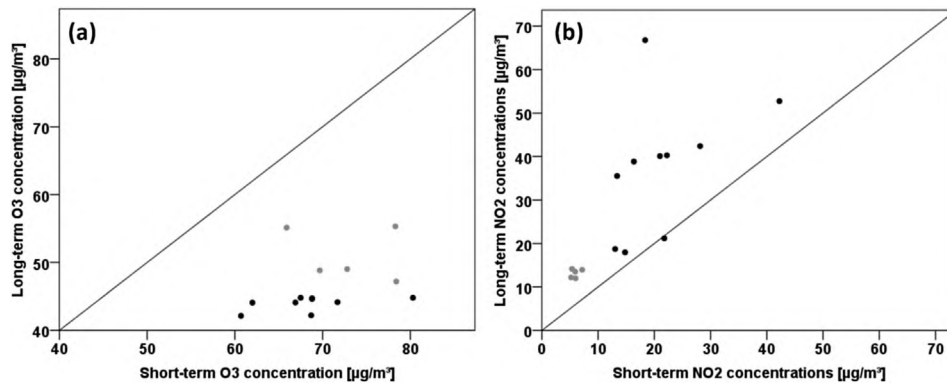 (a)
Long-term O3 concentration [µg/m³]
80
70
60
50
40
40 50 60 70 80
Short-term O3 concentration [µg/m³]
(b)
Long-term NO2 concentrations [µg/m³]
70
60
50
40
30
20
10
0
0 10 20 30 40 50 60 70
Short-term NO2 concentrations [µg/m³]